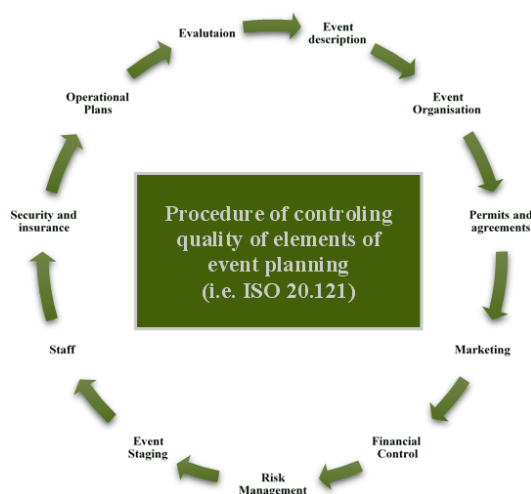 Evalutaion
Event
description
Event
Organisation
Permits and
agreements
Marketing
Financial
Control
Risk
Management
Event
Staging
Staff
Security and
insurance
Operational
Plans
Procedure of controling
quality of elements of
event planning
(i.e. ISO 20.121)